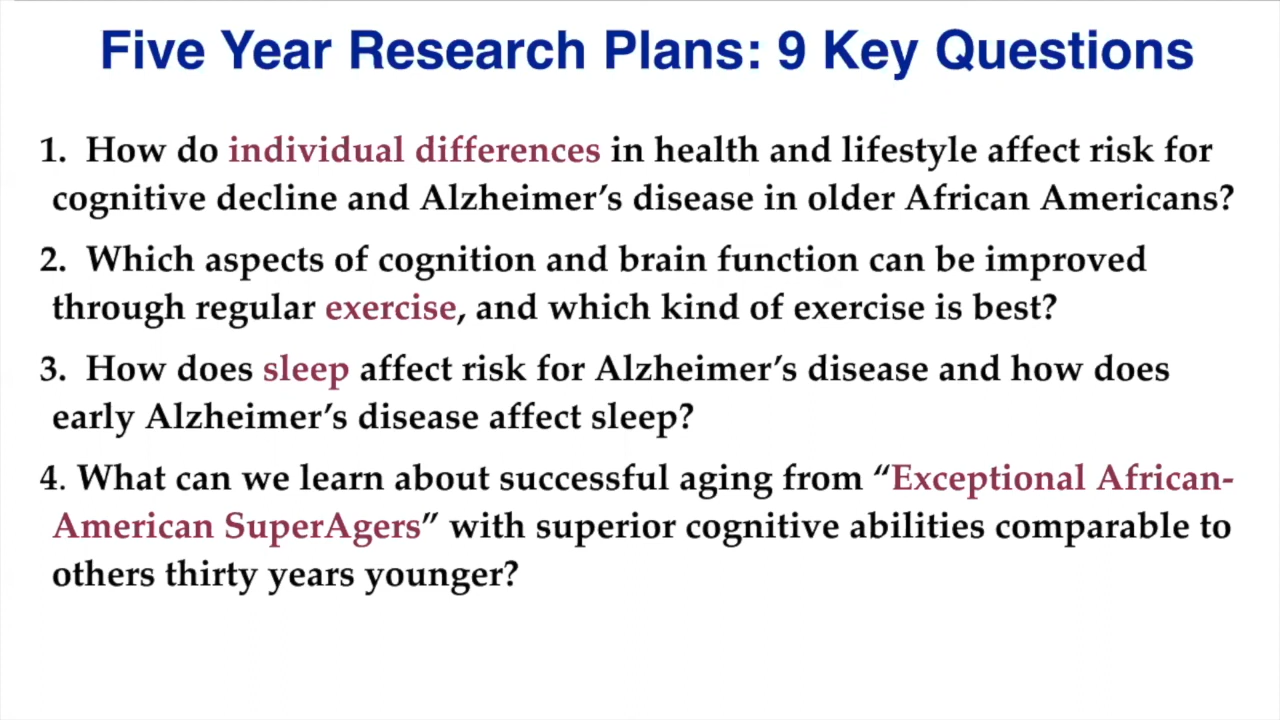 Five Year Research Plans: 9 Key Questions
1. How do individual differences in health and lifestyle affect risk for
cognitive decline and Alzheimer’s disease in older African Americans?
2. Which aspects of cognition and brain function can be improved
through regular exercise, and which kind of exercise is best?
3. How does sleep affect risk for Alzheimer’s disease and how does
early Alzheimer’s disease affect sleep?
4. What can we learn about successful aging from “Exceptional African-
American SuperAgers” with superior cognitive abilities comparable to
others thirty years younger?